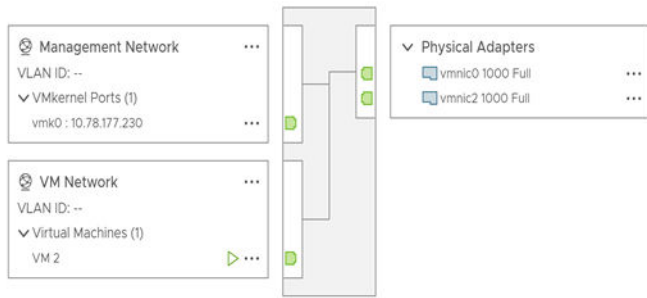 Management Network
VLAN ID: --
VMkernel Ports (1)
vmk0 : 10.78.177.230
VM Network
VLAN ID: --
Virtual Machines (1)
VM 2
Physical Adapters
vmnic0 1000 Full
vmnic2 1000 Full